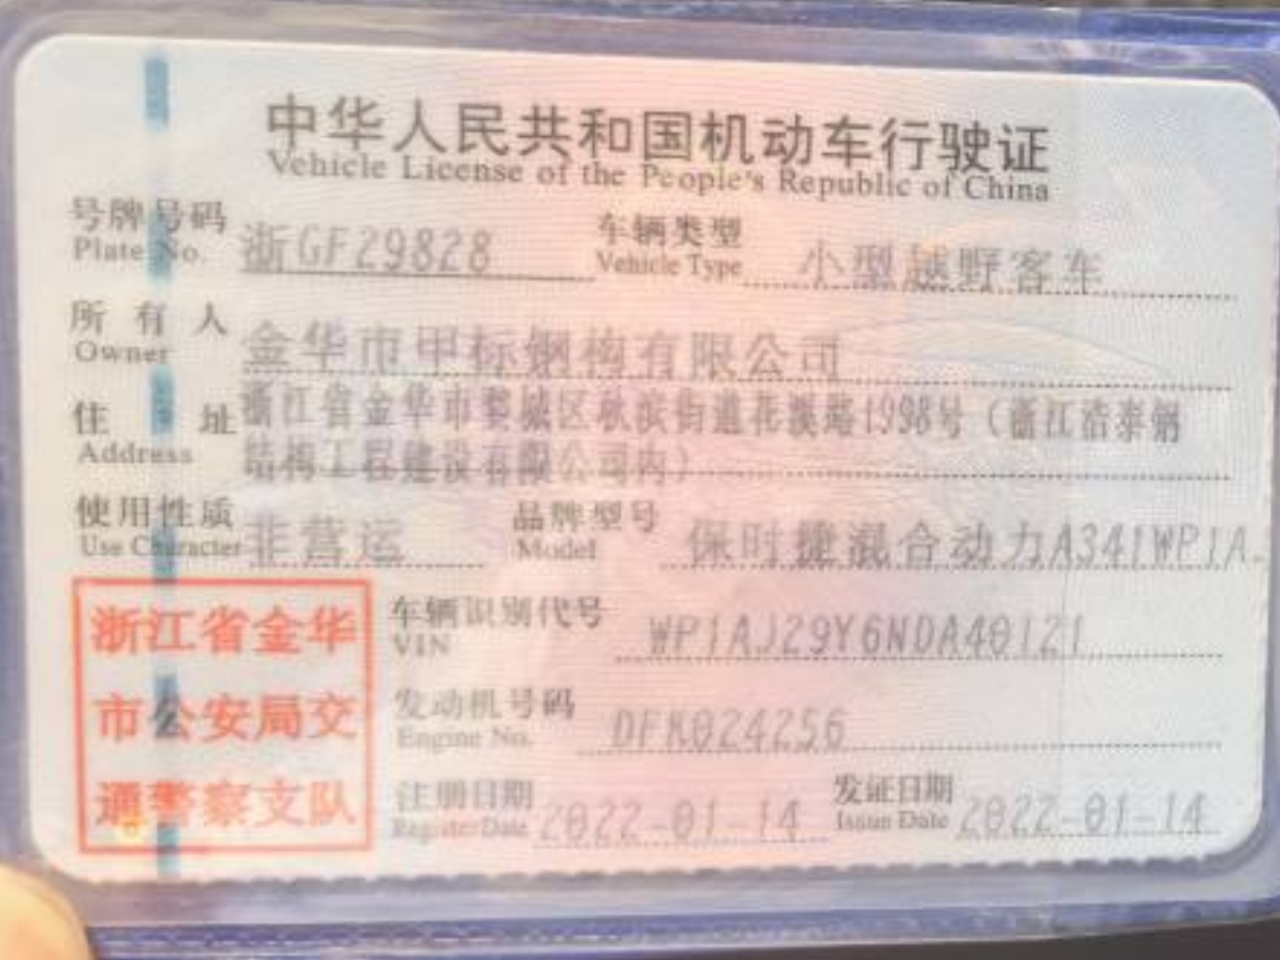 中华人民共和国机动车行驶证
Vehicle License of the People's Republic of China
号牌号码 浙GF29828 车辆类型 小型越野客车
Plate No. Vehicle Type
所有人 金华市甲标钢构有限公司
Owner
住址 浙江省金华市婺城区秋滨街道花溪路1998号（浙江浩泰钢
Address 结构工程建设有限公司内）
使用性质 非营运 品牌型号 保时捷混合动力A341WP1A-
Use Character Model
浙江省金华
市公安局交
通警察支队
车辆识别代号 WP1AJ29Y6NDA40121
VIN
发动机号码 DFK024256
Engine No.
注册日期 2022-01-14 发证日期 2022-01-14
Register Date Issue Date